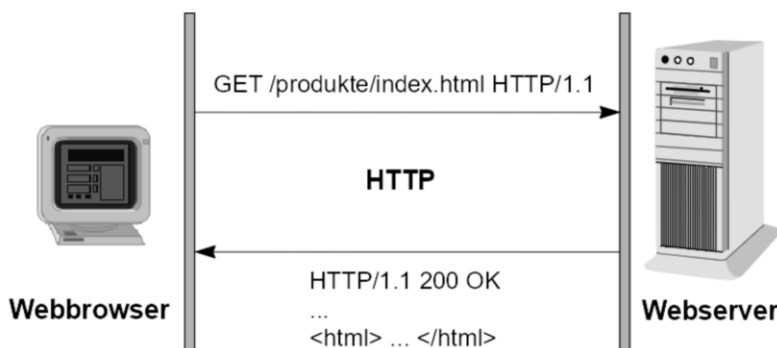 GET /produkte/index.html HTTP/1.1
HTTP
HTTP/1.1 200 OK
...
<html> ... </html>
Webbrowser
Webserver